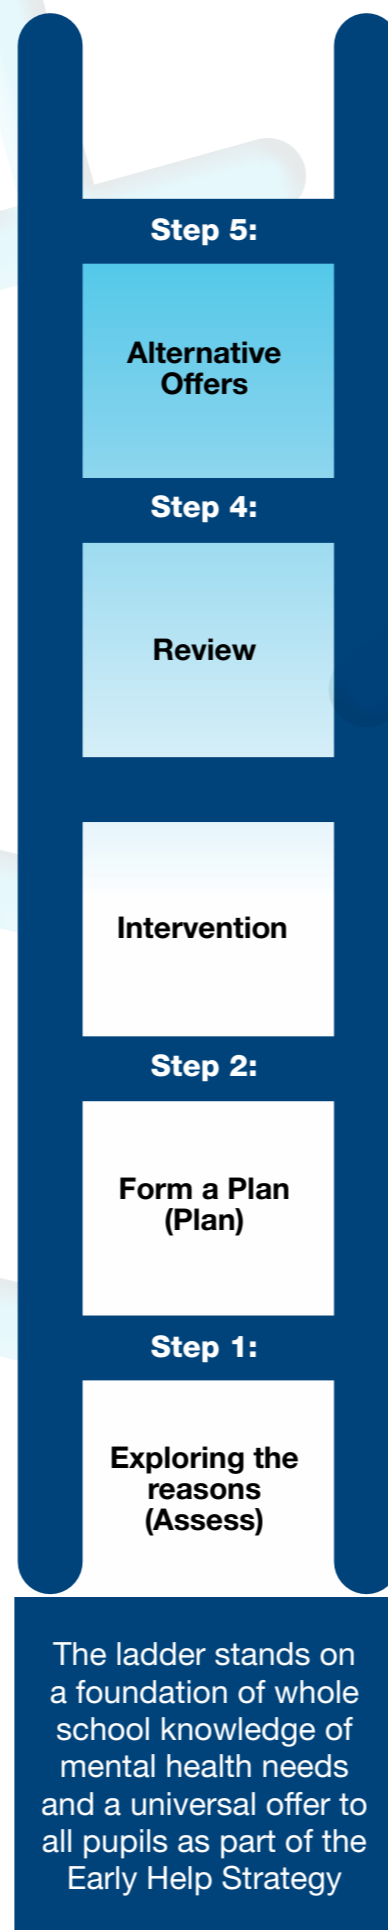 Step 5:
Alternative
Offers
Step 4:
Review
Intervention
Step 2:
Form a Plan
(Plan)
Step 1:
Exploring the
reasons
(Assess)
The ladder stands on
a foundation of whole
school knowledge of
mental health needs
and a universal offer to
all pupils as part of the
Early Help Strategy